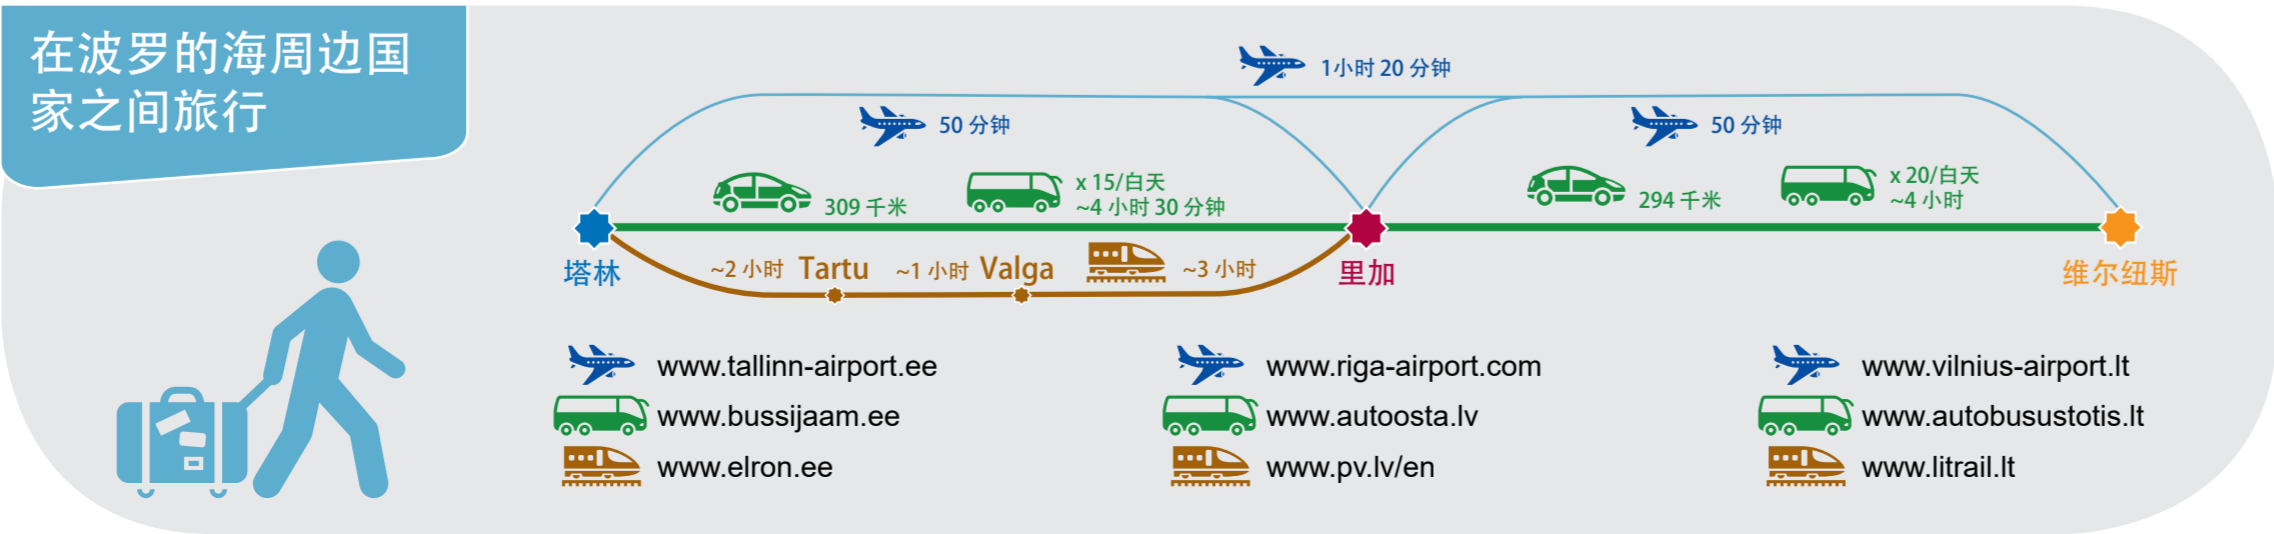 在波罗的海周边国
家之间旅行
1小时 20 分钟
50 分钟
50 分钟
309 千米
x 15/白天
~4 小时 30 分钟
294 千米
x 20/白天
~4 小时
~2 小时 Tartu ~1 小时 Valga ~3 小时
塔林
里加
维尔纽斯
www.tallinn-airport.ee
www.bussijaam.ee
www.elron.ee
www.riga-airport.com
www.autoosta.lv
www.pv.lv/en
www.vilnius-airport.lt
www.autobusustotis.lt
www.litrail.lt